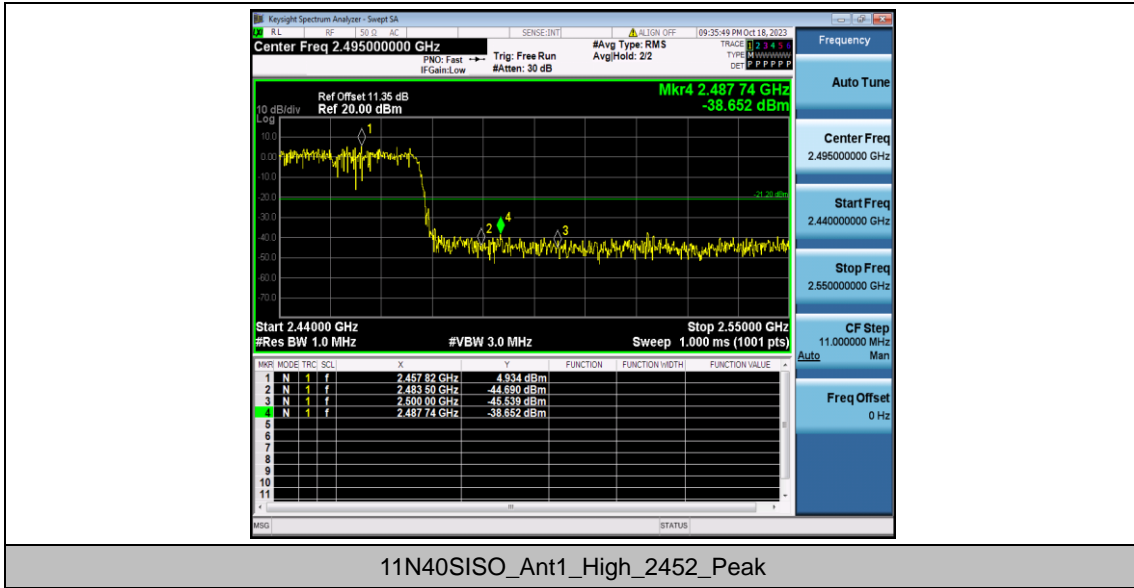 Keysight Spectrum Analyzer - Swept SA
RL RF 50 Ω AC SENSE:INT ALIGN OFF 09:35:49 PM Oct 18, 2023
Center Freq 2.495000000 GHz
PNO: Fast
IFGain:Low
Trig: Free Run
#Atten: 30 dB
#Avg Type: RMS
Avg|Hold: 2/2
TRACE 1 2 3 4 5 6
TYPE M W W W W W
DET P P P P P P
Frequency
Auto Tune
Center Freq
2.495000000 GHz
Start Freq
2.440000000 GHz
Stop Freq
2.550000000 GHz
CF Step
11.000000 MHz
Auto Man
Freq Offset
0 Hz
Mkr4 2.487 74 GHz
-38.652 dBm
Ref Offset 11.35 dB
10 dB/div Ref 20.00 dBm
Log
10.0
0.00
-10.0
-20.0
-30.0
-40.0
-50.0
-60.0
-70.0
1
2
4
3
-21.20 dBm
Start 2.44000 GHz Stop 2.55000 GHz
#Res BW 1.0 MHz #VBW 3.0 MHz Sweep 1.000 ms (1001 pts)
MKR MODE TRC SCL X Y FUNCTION FUNCTION WIDTH FUNCTION VALUE
1 N 1 f 2.457 82 GHz 4.934 dBm
2 N 1 f 2.483 50 GHz -44.690 dBm
3 N 1 f 2.500 00 GHz -45.539 dBm
4 N 1 f 2.487 74 GHz -38.652 dBm
5
6
7
8
9
10
11
MSG STATUS
11N40SISO_Ant1_High_2452_Peak